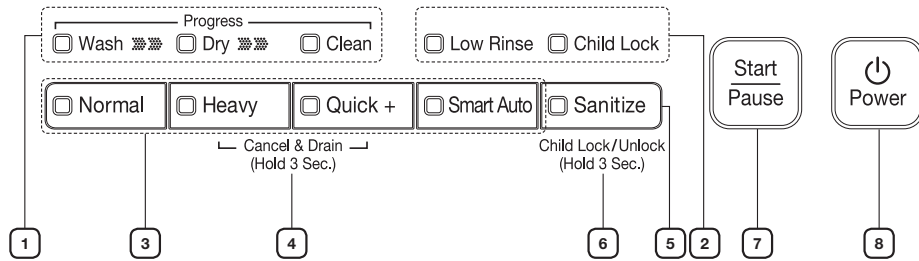 Progress
Wash Dry Clean Low Rinse Child Lock
Start
Pause
Power
Normal Heavy Quick + Smart Auto Sanitize
Cancel & Drain
(Hold 3 Sec.)
Child Lock/Unlock
(Hold 3 Sec.)
1 3 4 6 5 2 7 8